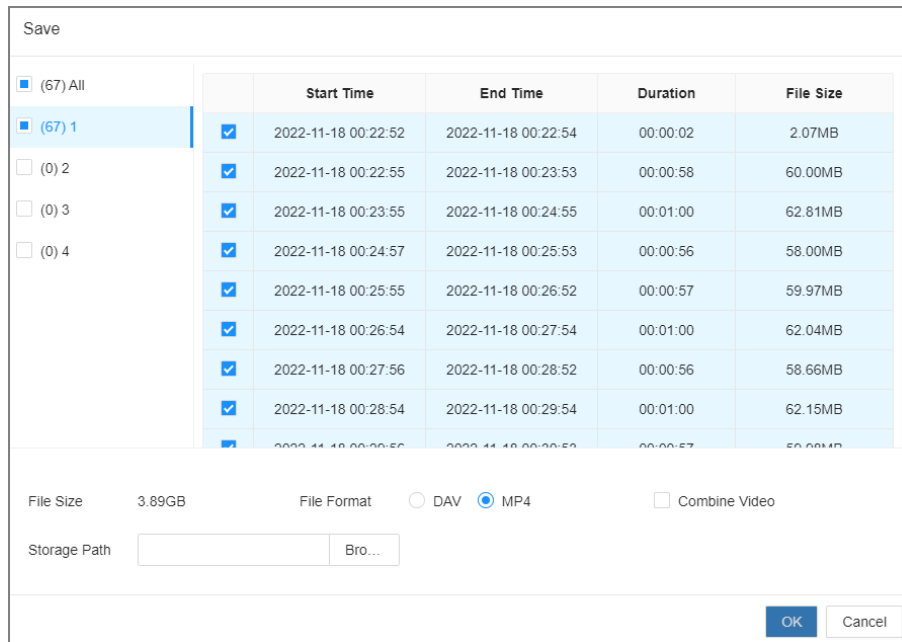 Save
(67) All
(67) 1
(0) 2
(0) 3
(0) 4
Start Time End Time Duration File Size
2022-11-18 00:22:52 2022-11-18 00:22:54 00:00:02 2.07MB
2022-11-18 00:22:55 2022-11-18 00:23:53 00:00:58 60.00MB
2022-11-18 00:23:55 2022-11-18 00:24:55 00:01:00 62.81MB
2022-11-18 00:24:57 2022-11-18 00:25:53 00:00:56 58.00MB
2022-11-18 00:25:55 2022-11-18 00:26:52 00:00:57 59.97MB
2022-11-18 00:26:54 2022-11-18 00:27:54 00:01:00 62.04MB
2022-11-18 00:27:56 2022-11-18 00:28:52 00:00:56 58.66MB
2022-11-18 00:28:54 2022-11-18 00:29:54 00:01:00 62.15MB
File Size 3.89GB File Format DAV MP4 Combine Video
Storage Path Bro...
OK Cancel